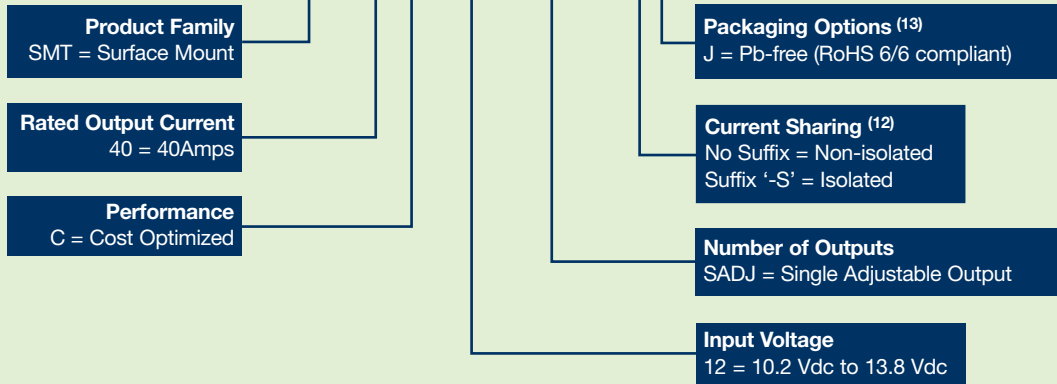 Product Family
SMT = Surface Mount
Rated Output Current
40 = 40Amps
Performance
C = Cost Optimized
Packaging Options (13)
J = Pb-free (RoHS 6/6 compliant)
Current Sharing (12)
No Suffix = Non-isolated
Suffix ‘-S’ = Isolated
Number of Outputs
SADJ = Single Adjustable Output
Input Voltage
12 = 10.2 Vdc to 13.8 Vdc